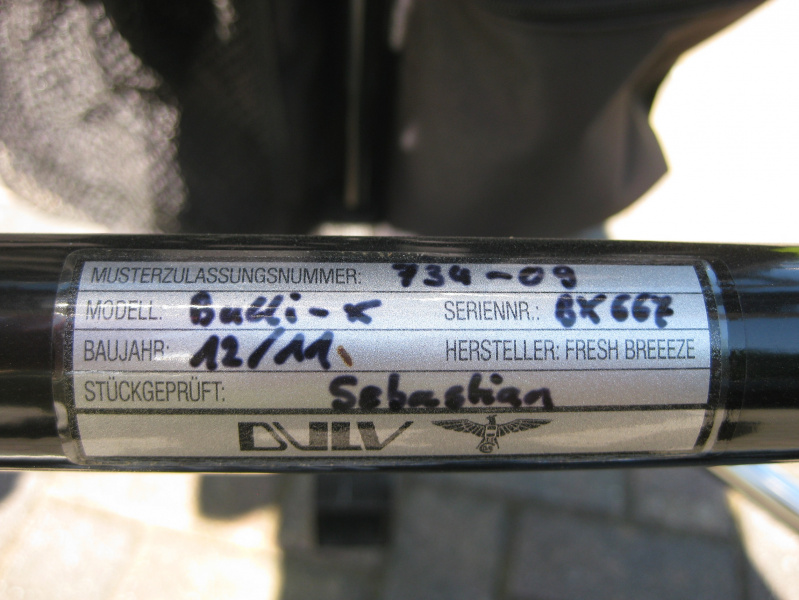 MUSTERZULASSUNGSNUMMER: 734-09
MODELL: Bulli-x SERIENNR.: BX667
BAUJAHR: 12/11 HERSTELLER: FRESH BREEEZE
STÜCKGEPRÜFT: Sebastian
DULV